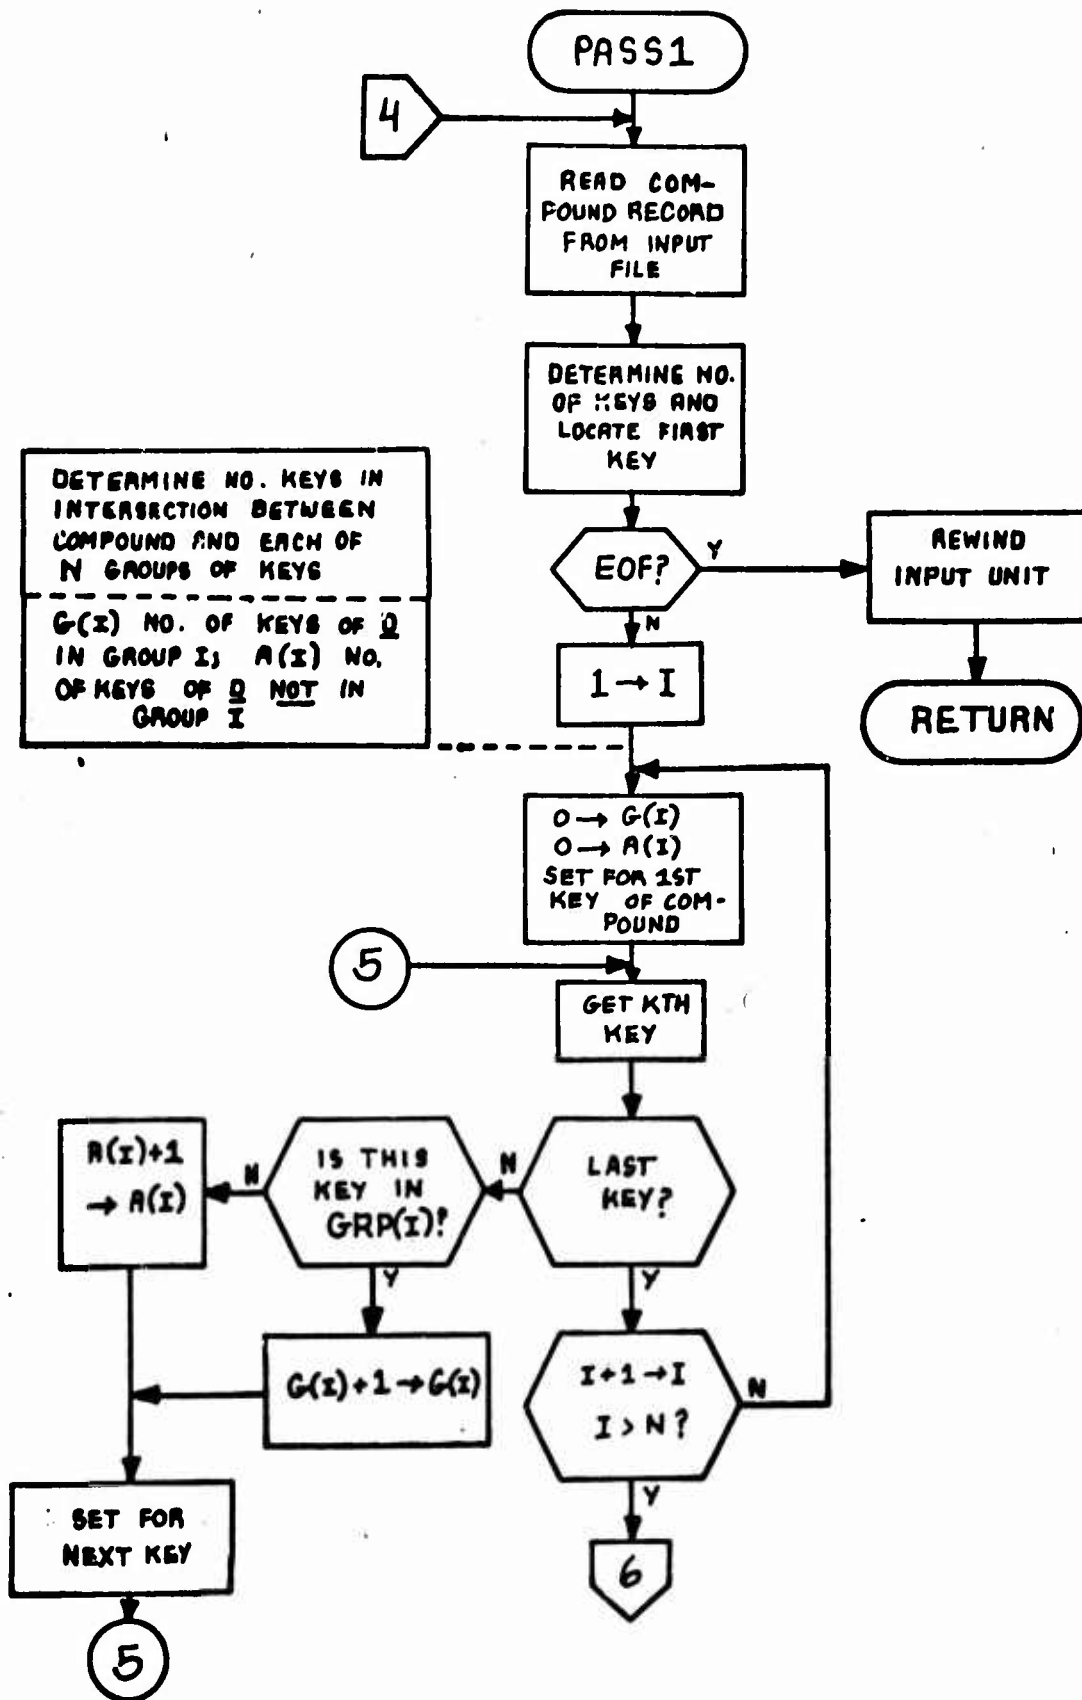 PASS1
4
READ COM-
POUND RECORD
FROM INPUT
FILE
DETERMINE NO.
OF KEYS AND
LOCATE FIRST
KEY
DETERMINE NO. KEYS IN
INTERSECTION BETWEEN
COMPOUND AND EACH OF
N GROUPS OF KEYS
G(I) NO. OF KEYS OF D
IN GROUP I; A(I) NO.
OF KEYS OF D NOT IN
GROUP I
EOF?
Y
REWIND
INPUT UNIT
N
1 → I
RETURN
0 → G(I)
0 → A(I)
SET FOR 1ST
KEY OF COM-
POUND
5
GET KTH
KEY
A(I)+1
→ A(I)
N
IS THIS
KEY IN
GRP(I)?
N
LAST
KEY?
Y
Y
G(I)+1→G(I)
I+1→I
I > N?
N
Y
SET FOR
NEXT KEY
6
5